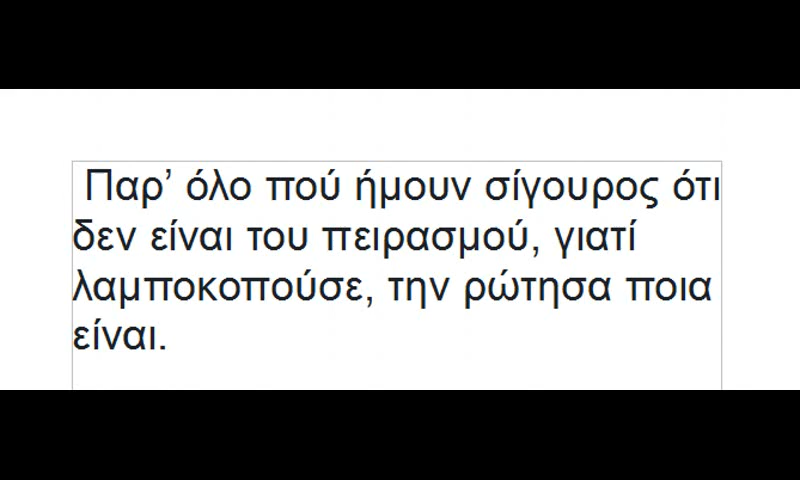 Παρ’ όλο πού ήμουν σίγουρος ότι
δεν είναι του πειρασμού, γιατί
λαμποκοπούσε, την ρώτησα ποια
είναι.